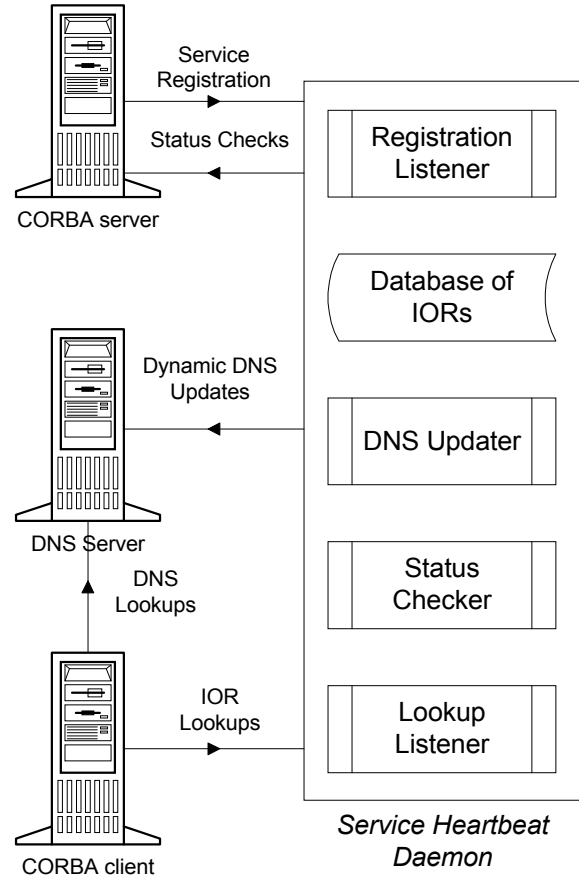 Service
Registration
Status Checks
CORBA server
Registration
Listener
Database of
IORs
Dynamic DNS
Updates
DNS Updater
DNS Server
DNS
Lookups
Status
Checker
IOR
Lookups
Lookup
Listener
CORBA client
Service Heartbeat
Daemon